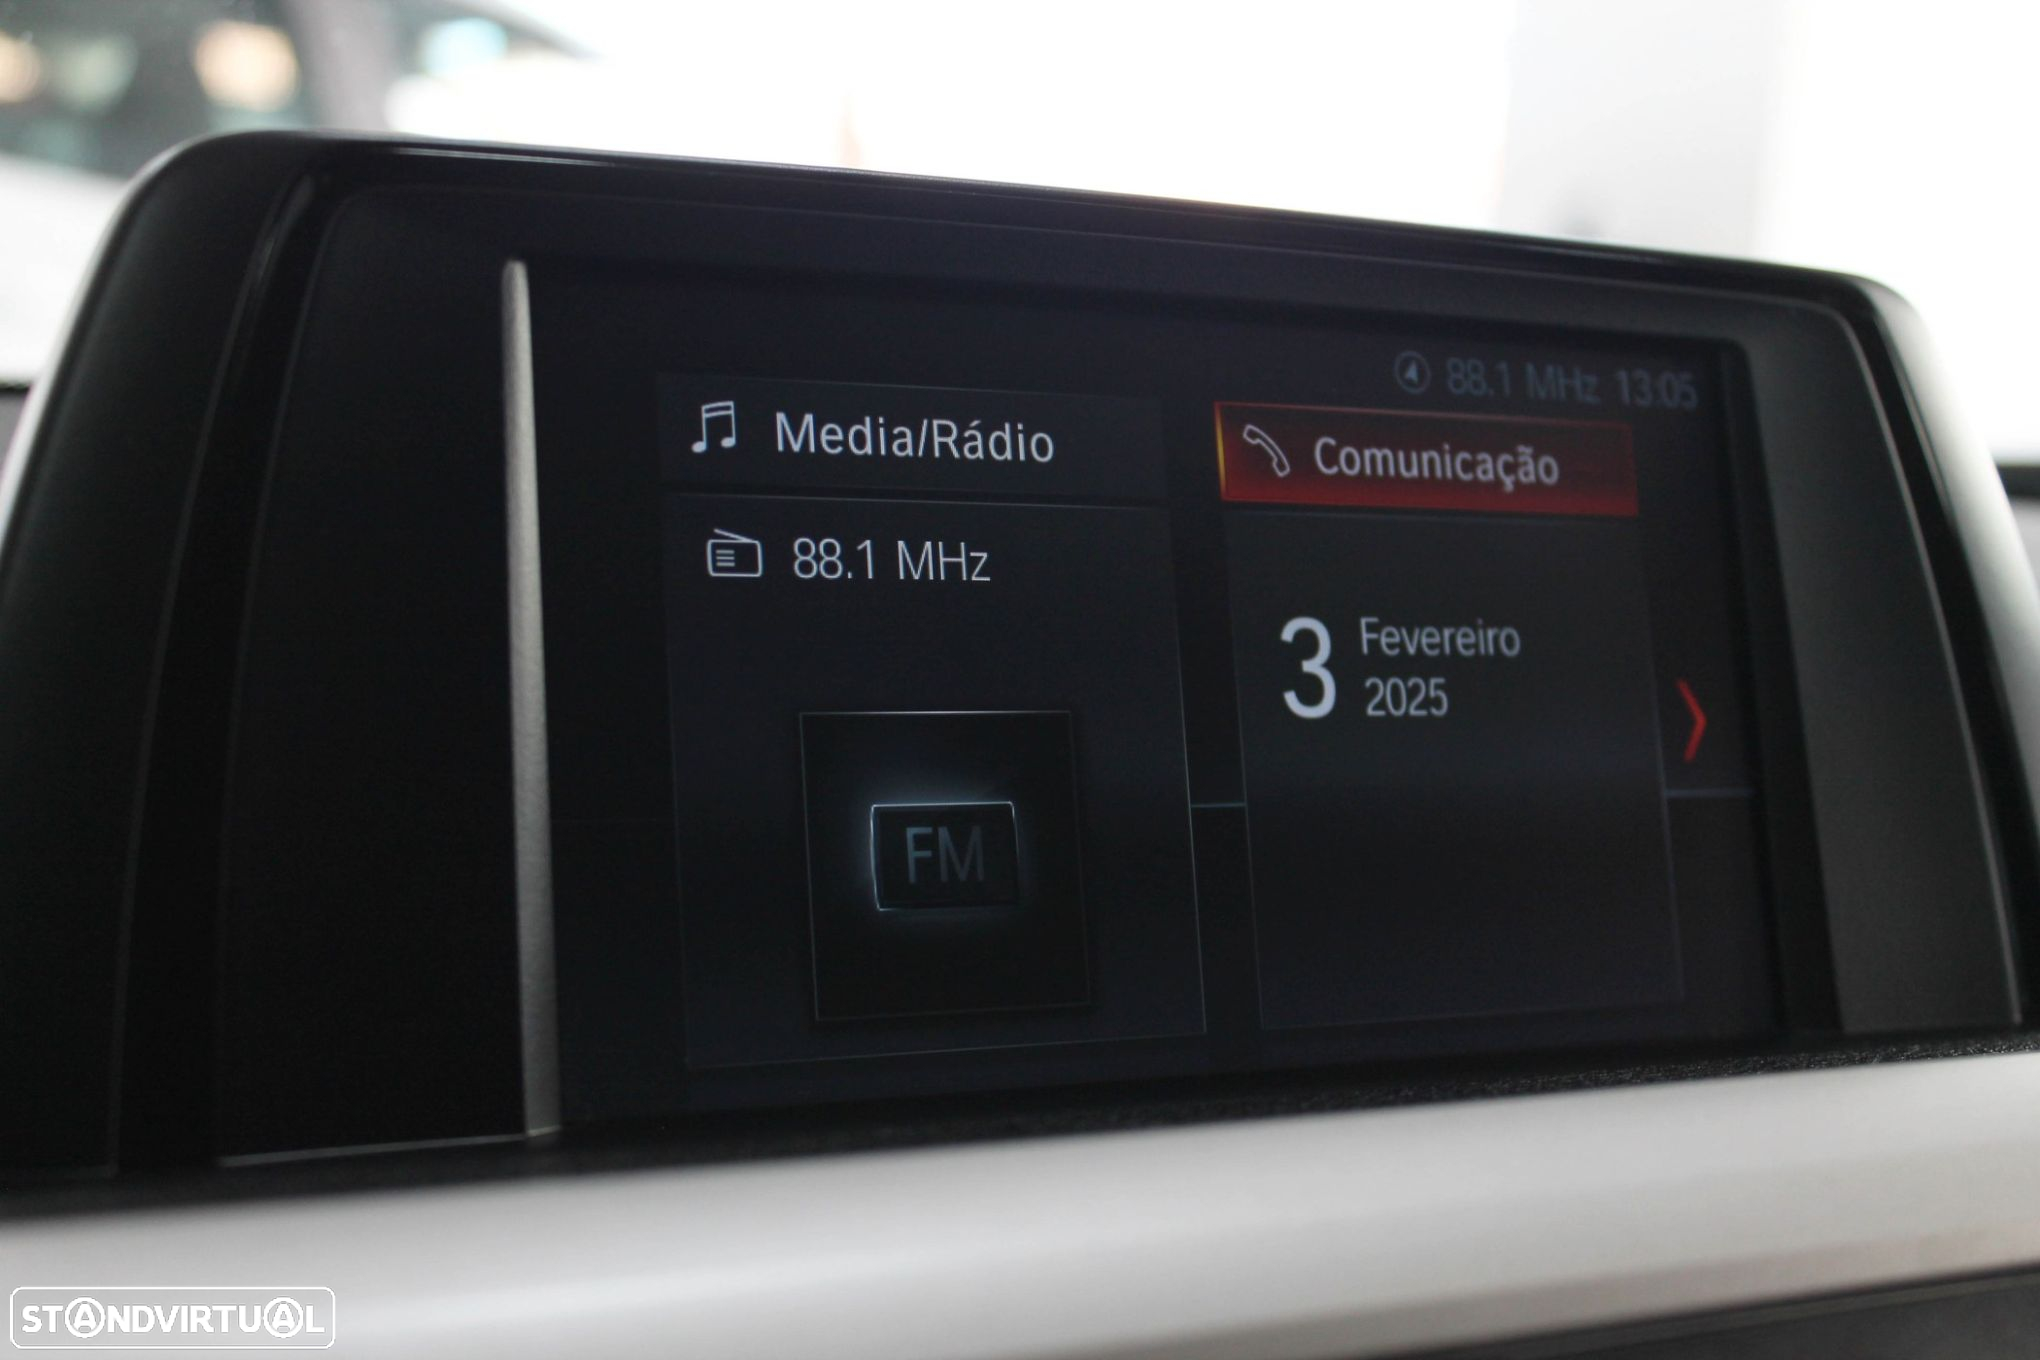 88.1 MHz 13:05
Media/Rádio
Comunicação
88.1 MHz
3 Fevereiro
2025
FM
STANDVIRTUAL